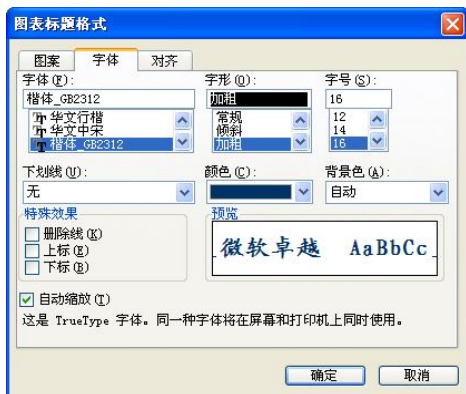 图表标题格式
图案 字体 对齐
字体(F): 字形(O): 字号(S):
楷体_GB2312 加粗 16
华文行楷 常规 12
华文中宋 倾斜 14
楷体_GB2312 加粗 16
下划线(U): 颜色(C): 背景色(A):
无 自动
特殊效果 预览
删除线(K)
上标(E) 微软卓越 AaBbCc
下标(B)
自动缩放(T)
这是 TrueType 字体。同一种字体将在屏幕和打印机上同时使用。
确定 取消